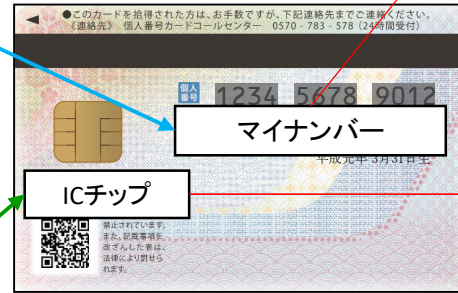 ●このカードを拾得された方は、お手数ですが、下記連絡先までご連絡ください。
《連絡先》 個人番号カードコールセンター 0570-783-578 (24時間受付)
個人番号 1234 5678 9012
マイナンバー
平成元年 3月31日生
ICチップ
禁止されています。
また、記載事項を
改ざんした者は、
法律により罰せら
れます。